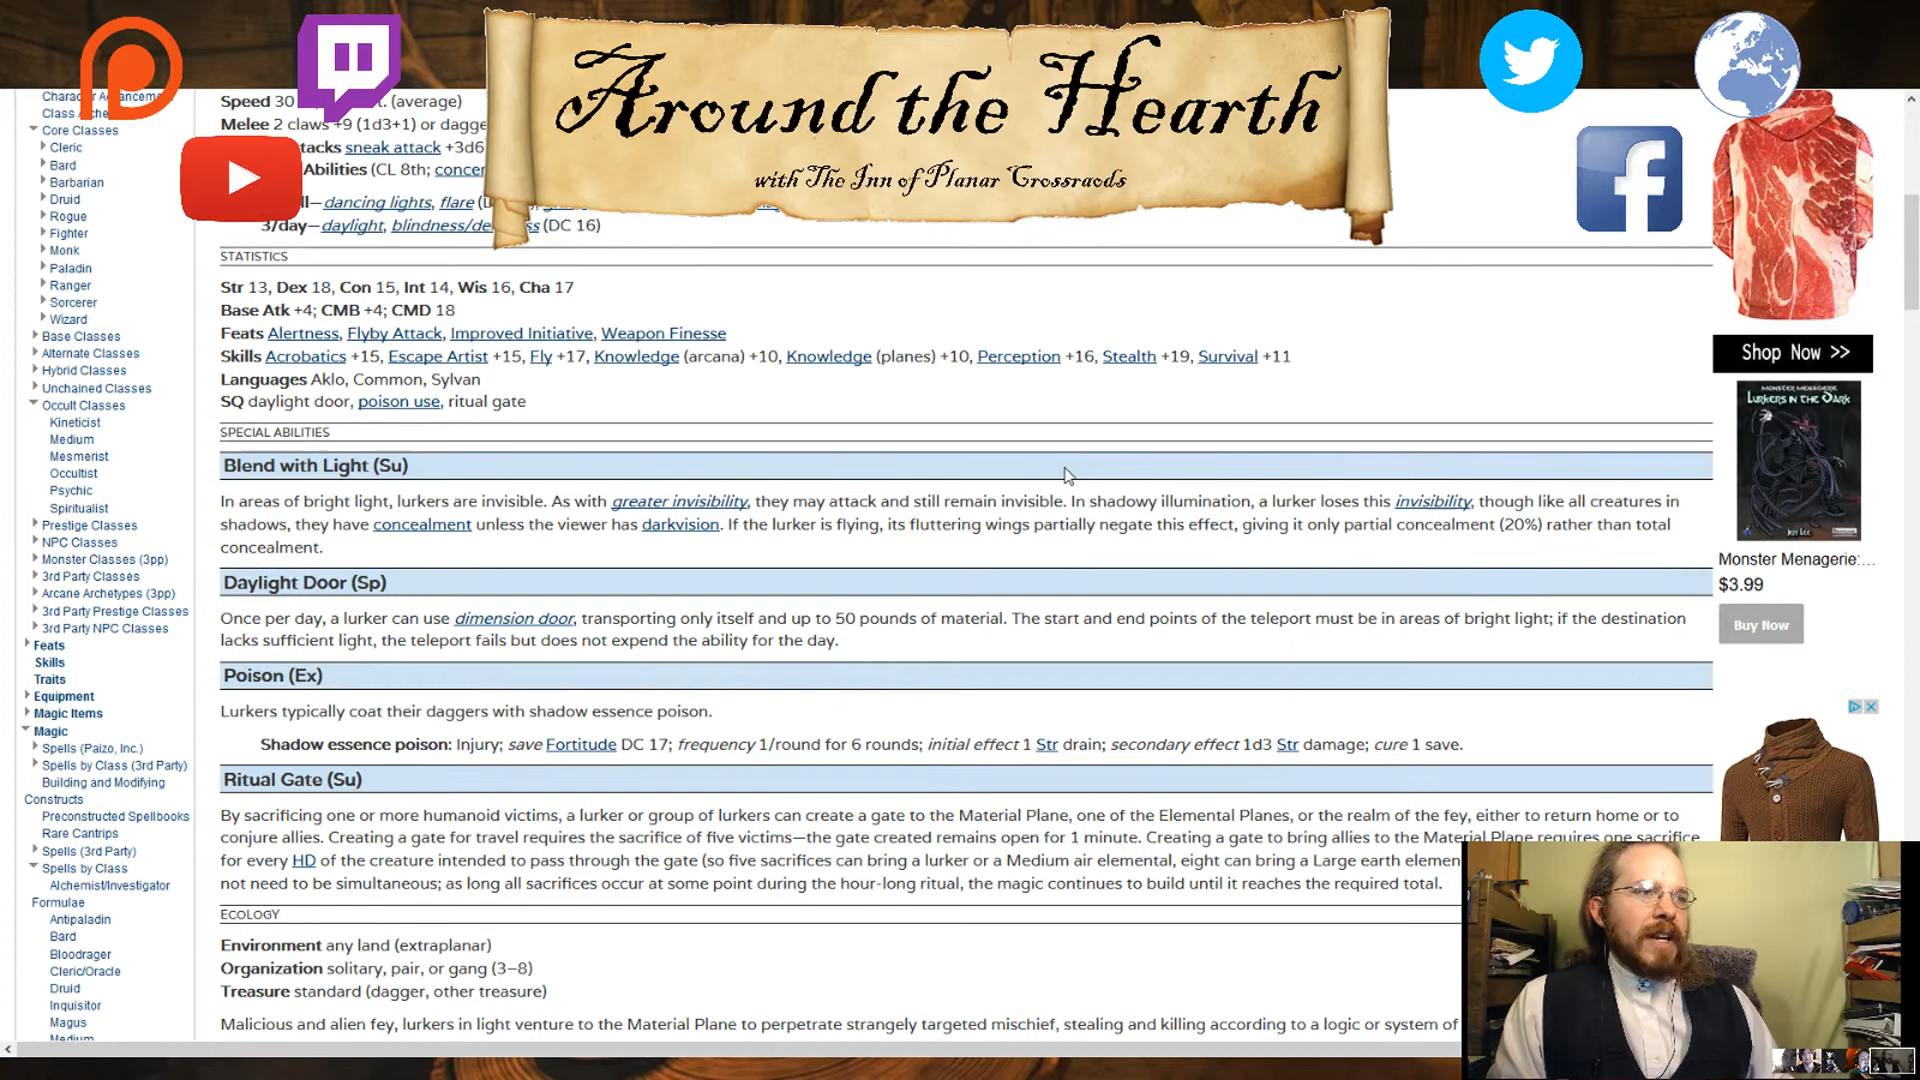 Around the Hearth
with The Inn of Planar Crossraods
Character Advanceme
Class Arche
Core Classes
Cleric
Bard
Barbarian
Druid
Rogue
Fighter
Monk
Paladin
Ranger
Sorcerer
Wizard
Base Classes
Alternate Classes
Hybrid Classes
Unchained Classes
Occult Classes
Kineticist
Medium
Mesmerist
Occultist
Psychic
Spiritualist
Prestige Classes
NPC Classes
Monster Classes (3pp)
3rd Party Classes
Arcane Archetypes (3pp)
3rd Party Prestige Classes
3rd Party NPC Classes
Feats
Skills
Traits
Equipment
Magic Items
Magic
Spells (Paizo, Inc.)
Spells by Class (3rd Party)
Building and Modifying
Constructs
Preconstructed Spellbooks
Rare Cantrips
Spells (3rd Party)
Spells by Class
Alchemist/Investigator
Formulae
Antipaladin
Bard
Bloodrager
Cleric/Oracle
Druid
Inquisitor
Magus
Medium
Speed 30 t. (average)
Melee 2 claws +9 (1d3+1) or dagge
tacks sneak attack +3d6
Abilities (CL 8th; concer
ll—dancing lights, flare (D
3/day—daylight, blindness/de ss (DC 16)
STATISTICS
Str 13, Dex 18, Con 15, Int 14, Wis 16, Cha 17
Base Atk +4; CMB +4; CMD 18
Feats Alertness, Flyby Attack, Improved Initiative, Weapon Finesse
Skills Acrobatics +15, Escape Artist +15, Fly +17, Knowledge (arcana) +10, Knowledge (planes) +10, Perception +16, Stealth +19, Survival +11
Languages Aklo, Common, Sylvan
SQ daylight door, poison use, ritual gate
SPECIAL ABILITIES
Blend with Light (Su)
In areas of bright light, lurkers are invisible. As with greater invisibility, they may attack and still remain invisible. In shadowy illumination, a lurker loses this invisibility, though like all creatures in
shadows, they have concealment unless the viewer has darkvision. If the lurker is flying, its fluttering wings partially negate this effect, giving it only partial concealment (20%) rather than total
concealment.
Daylight Door (Sp)
Once per day, a lurker can use dimension door, transporting only itself and up to 50 pounds of material. The start and end points of the teleport must be in areas of bright light; if the destination
lacks sufficient light, the teleport fails but does not expend the ability for the day.
Poison (Ex)
Lurkers typically coat their daggers with shadow essence poison.
Shadow essence poison: Injury; save Fortitude DC 17; frequency 1/round for 6 rounds; initial effect 1 Str drain; secondary effect 1d3 Str damage; cure 1 save.
Ritual Gate (Su)
By sacrificing one or more humanoid victims, a lurker or group of lurkers can create a gate to the Material Plane, one of the Elemental Planes, or the realm of the fey, either to return home or to
conjure allies. Creating a gate for travel requires the sacrifice of five victims—the gate created remains open for 1 minute. Creating a gate to bring allies to the Material Plane requires one sacrifice
for every HD of the creature intended to pass through the gate (so five sacrifices can bring a lurker or a Medium air elemental, eight can bring a Large earth elemen
not need to be simultaneous; as long all sacrifices occur at some point during the hour-long ritual, the magic continues to build until it reaches the required total.
ECOLOGY
Environment any land (extraplanar)
Organization solitary, pair, or gang (3–8)
Treasure standard (dagger, other treasure)
Malicious and alien fey, lurkers in light venture to the Material Plane to perpetrate strangely targeted mischief, stealing and killing according to a logic or system of
Shop Now >>
MONSTER MENAGERIE
LURKERS IN THE DARK
Monster Menagerie:...
$3.99
Buy Now